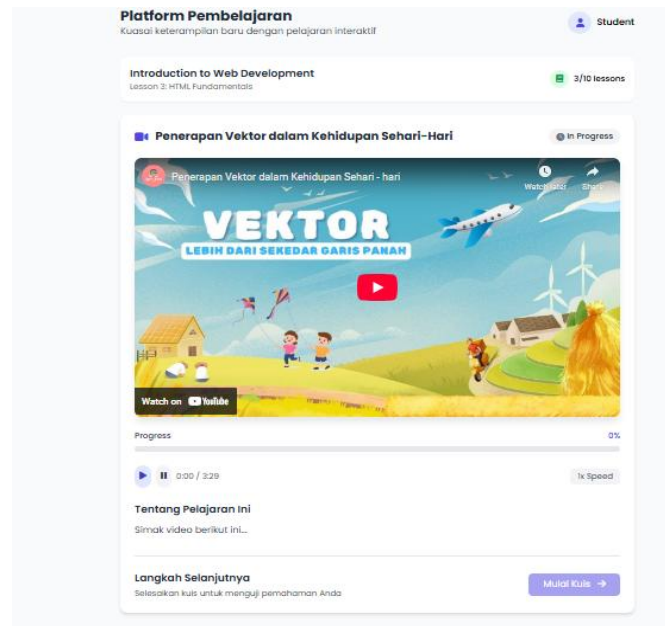 Platform Pembelajaran
Kuasai keterampilan baru dengan pelajaran interaktif
Student
Introduction to Web Development
Lesson 3: HTML Fundamentals
3/10 lessons
Penerapan Vektor dalam Kehidupan Sehari-Hari
In Progress
Penerapan Vektor dalam Kehidupan Sehari - hari
Watch later
Share
VEKTOR
LEBIH DARI SEKEDAR GARIS PANAH
Watch on YouTube
Progress
0%
0:00 / 3:29
1x Speed
Tentang Pelajaran Ini
Simak video berikut ini...
Langkah Selanjutnya
Selesaikan kuis untuk menguji pemahaman Anda
Mulai Kuis →